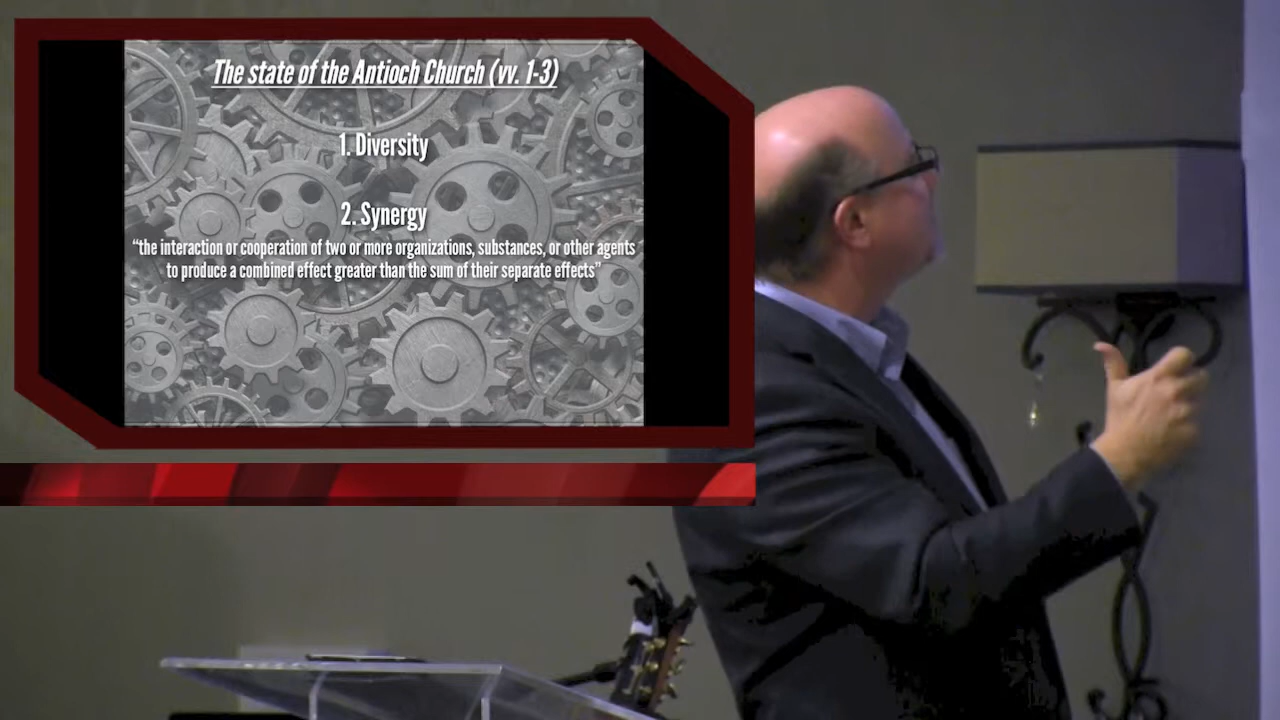 The state of the Antioch Church (vv. 1-3)
1. Diversity
2. Synergy
“the interaction or cooperation of two or more organizations, substances, or other agents
to produce a combined effect greater than the sum of their separate effects”